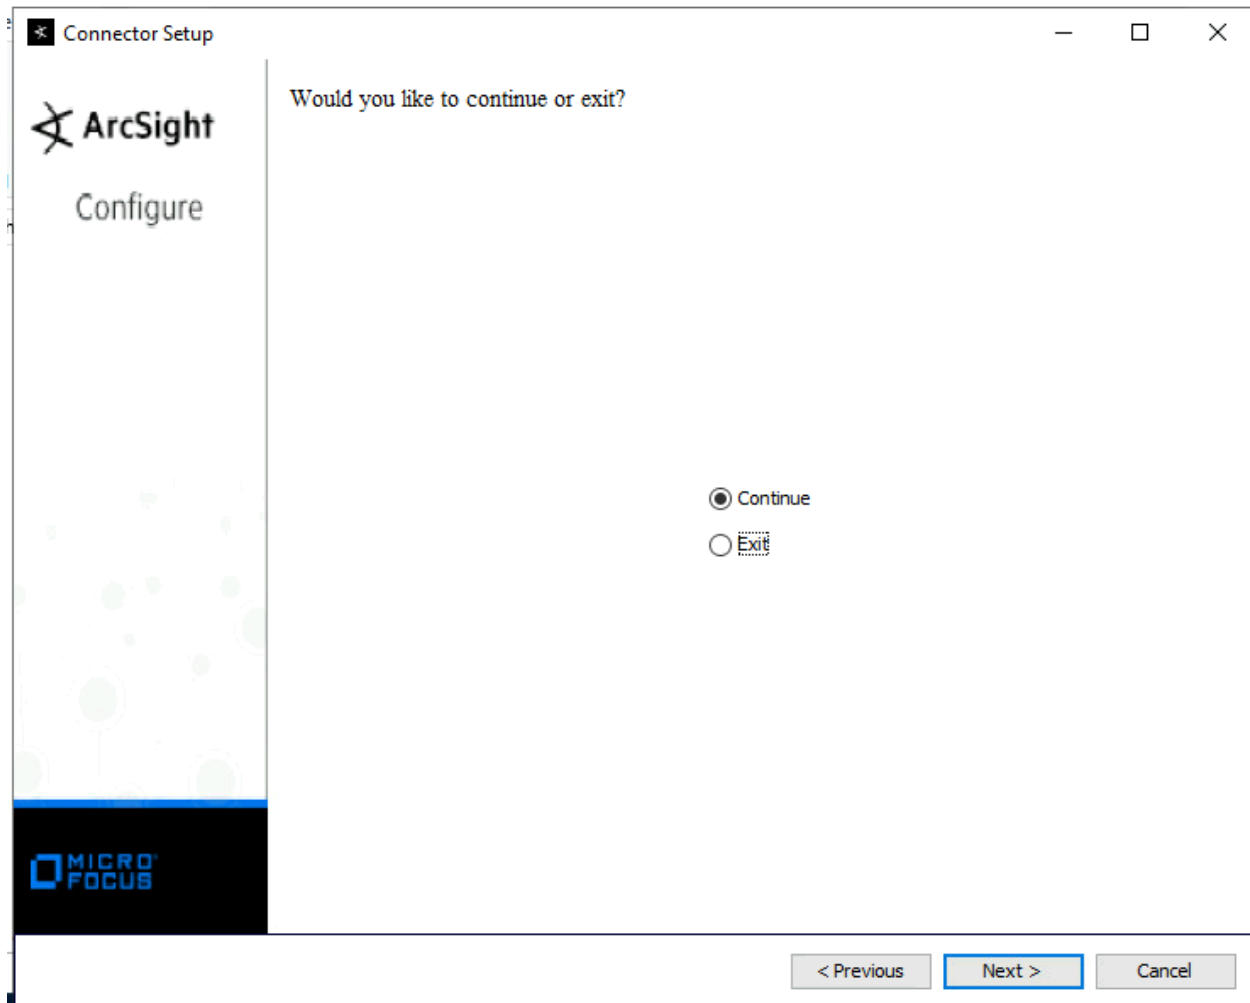 Connector Setup
ArcSight
Configure
Would you like to continue or exit?
Continue
Exit
MICRO
FOCUS
< Previous
Next >
Cancel